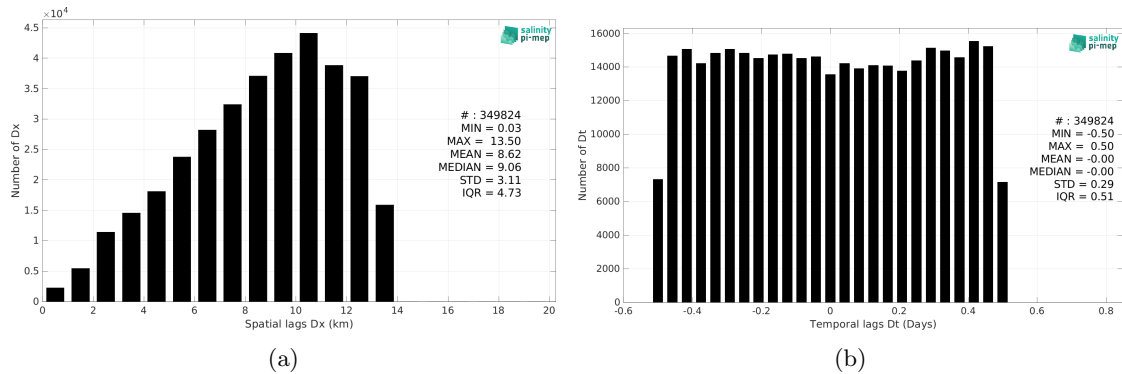 ×10⁴
4.5
4
3.5
3
2.5
2
1.5
1
0.5
0
Number of Dx
salinity
pi-mep
# : 349824
MIN = 0.03
MAX = 13.50
MEAN = 8.62
MEDIAN = 9.06
STD = 3.11
IQR = 4.73
0 2 4 6 8 10 12 14 16 18 20
Spatial lags Dx (km)
(a)
16000
14000
12000
10000
8000
6000
4000
2000
0
Number of Dt
salinity
pi-mep
# : 349824
MIN = -0.50
MAX = 0.50
MEAN = -0.00
MEDIAN = -0.00
STD = 0.29
IQR = 0.51
-0.6 -0.4 -0.2 0 0.2 0.4 0.6 0.8
Temporal lags Dt (Days)
(b)